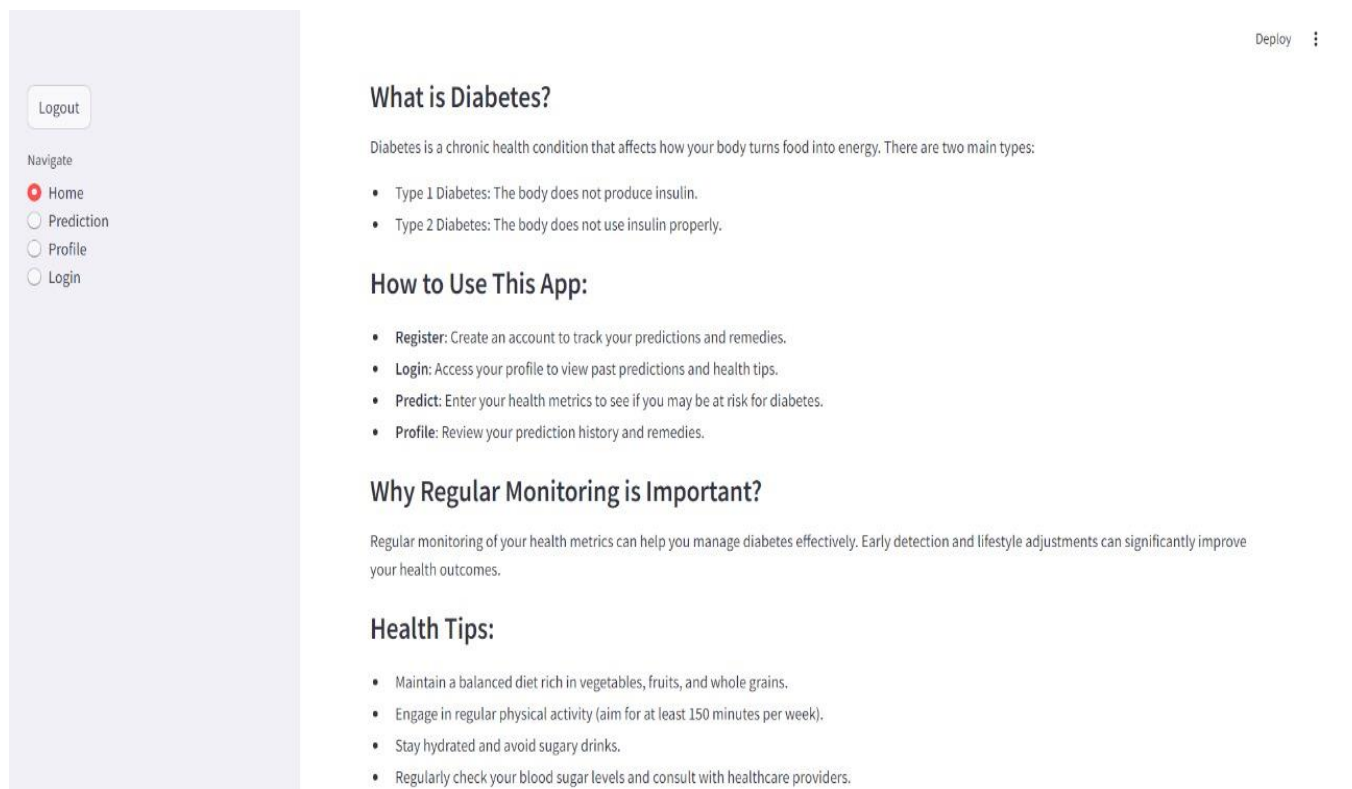 Deploy
Logout
Navigate
Home
Prediction
Profile
Login
What is Diabetes?
Diabetes is a chronic health condition that affects how your body turns food into energy. There are two main types:
• Type 1 Diabetes: The body does not produce insulin.
• Type 2 Diabetes: The body does not use insulin properly.
How to Use This App:
• Register: Create an account to track your predictions and remedies.
• Login: Access your profile to view past predictions and health tips.
• Predict: Enter your health metrics to see if you may be at risk for diabetes.
• Profile: Review your prediction history and remedies.
Why Regular Monitoring is Important?
Regular monitoring of your health metrics can help you manage diabetes effectively. Early detection and lifestyle adjustments can significantly improve
your health outcomes.
Health Tips:
• Maintain a balanced diet rich in vegetables, fruits, and whole grains.
• Engage in regular physical activity (aim for at least 150 minutes per week).
• Stay hydrated and avoid sugary drinks.
• Regularly check your blood sugar levels and consult with healthcare providers.